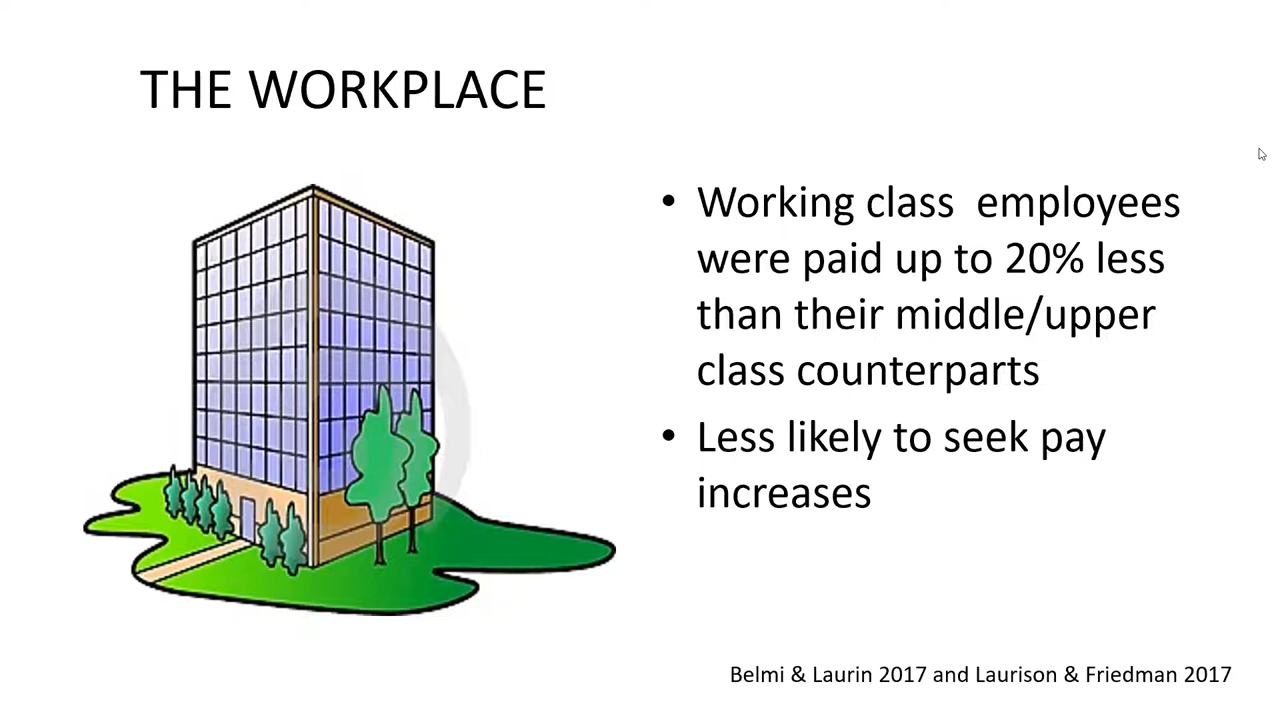 THE WORKPLACE
• Working class  employees
were paid up to 20% less
than their middle/upper
class counterparts
• Less likely to seek pay
increases
Belmi & Laurin 2017 and Laurison & Friedman 2017